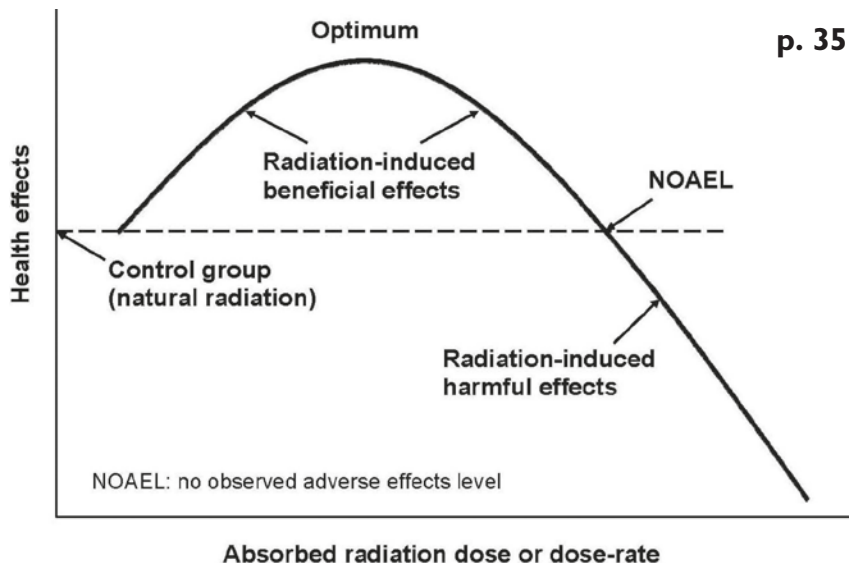 Optimum
p. 35
Radiation-induced
beneficial effects
NOAEL
Health effects
Control group
(natural radiation)
Radiation-induced
harmful effects
NOAEL: no observed adverse effects level
Absorbed radiation dose or dose-rate